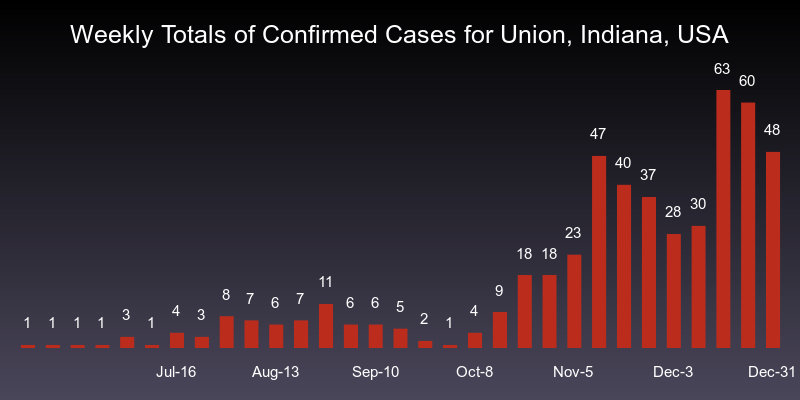 Weekly Totals of Confirmed Cases for Union, Indiana, USA
1 1 1 1 3 1 4 3 8 7 6 7 11 6 6 5 2 1 4 9 18 18 23 47 40 37 28 30 63 60 48
Jul-16 Aug-13 Sep-10 Oct-8 Nov-5 Dec-3 Dec-31